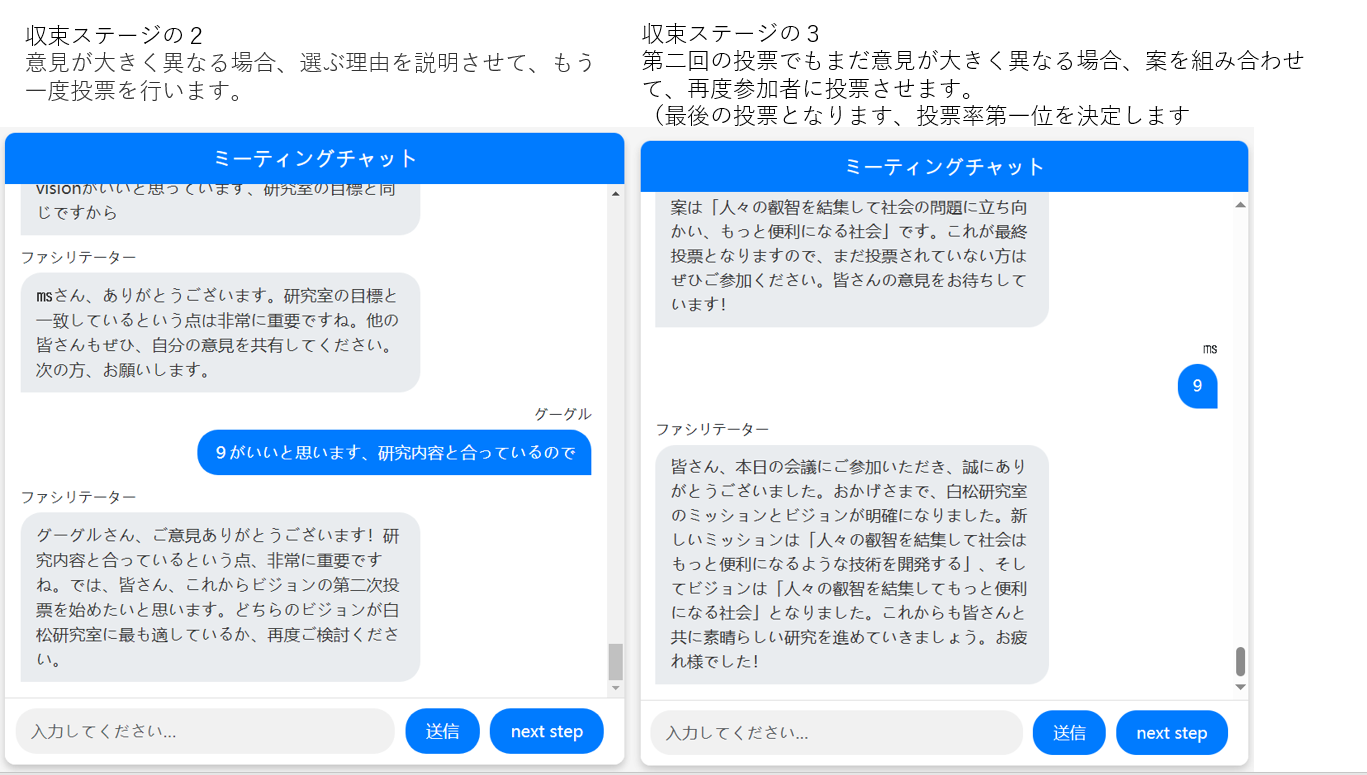 収束ステージの２
意見が大きく異なる場合、選ぶ理由を説明させて、もう
一度投票を行います。
ミーティングチャット
visionがいいと思っています、研究室の目標と同
じですから
ファシリテーター
msさん、ありがとうございます。研究室の目標と
一致しているという点は非常に重要ですね。他の
皆さんもぜひ、自分の意見を共有してください。
次の方、お願いします。
グーグル
９がいいと思います、研究内容と合っているので
ファシリテーター
グーグルさん、ご意見ありがとうございます！研
究内容と合っているという点、非常に重要です
ね。では、皆さん、これからビジョンの第二次投
票を始めたいと思います。どちらのビジョンが白
松研究室に最も適しているか、再度ご検討くださ
い。
入力してください...
送信
next step
収束ステージの３
第二回の投票でもまだ意見が大きく異なる場合、案を組み合わせ
て、再度参加者に投票させます。
（最後の投票となります、投票率第一位を決定します
ミーティングチャット
案は「人々の叡智を結集して社会の問題に立ち向
かい、もっと便利になる社会」です。これが最終
投票となりますので、まだ投票されていない方は
ぜひご参加ください。皆さんの意見をお待ちして
います！
ms
9
ファシリテーター
皆さん、本日の会議にご参加いただき、誠にあり
がとうございました。おかげさまで、白松研究室
のミッションとビジョンが明確になりました。新
しいミッションは「人々の叡智を結集して社会は
もっと便利になるような技術を開発する」、そし
てビジョンは「人々の叡智を結集してもっと便利
になる社会」となりました。これからも皆さんと
共に素晴らしい研究を進めていきましょう。お疲
れ様でした！
入力してください...
送信
next step